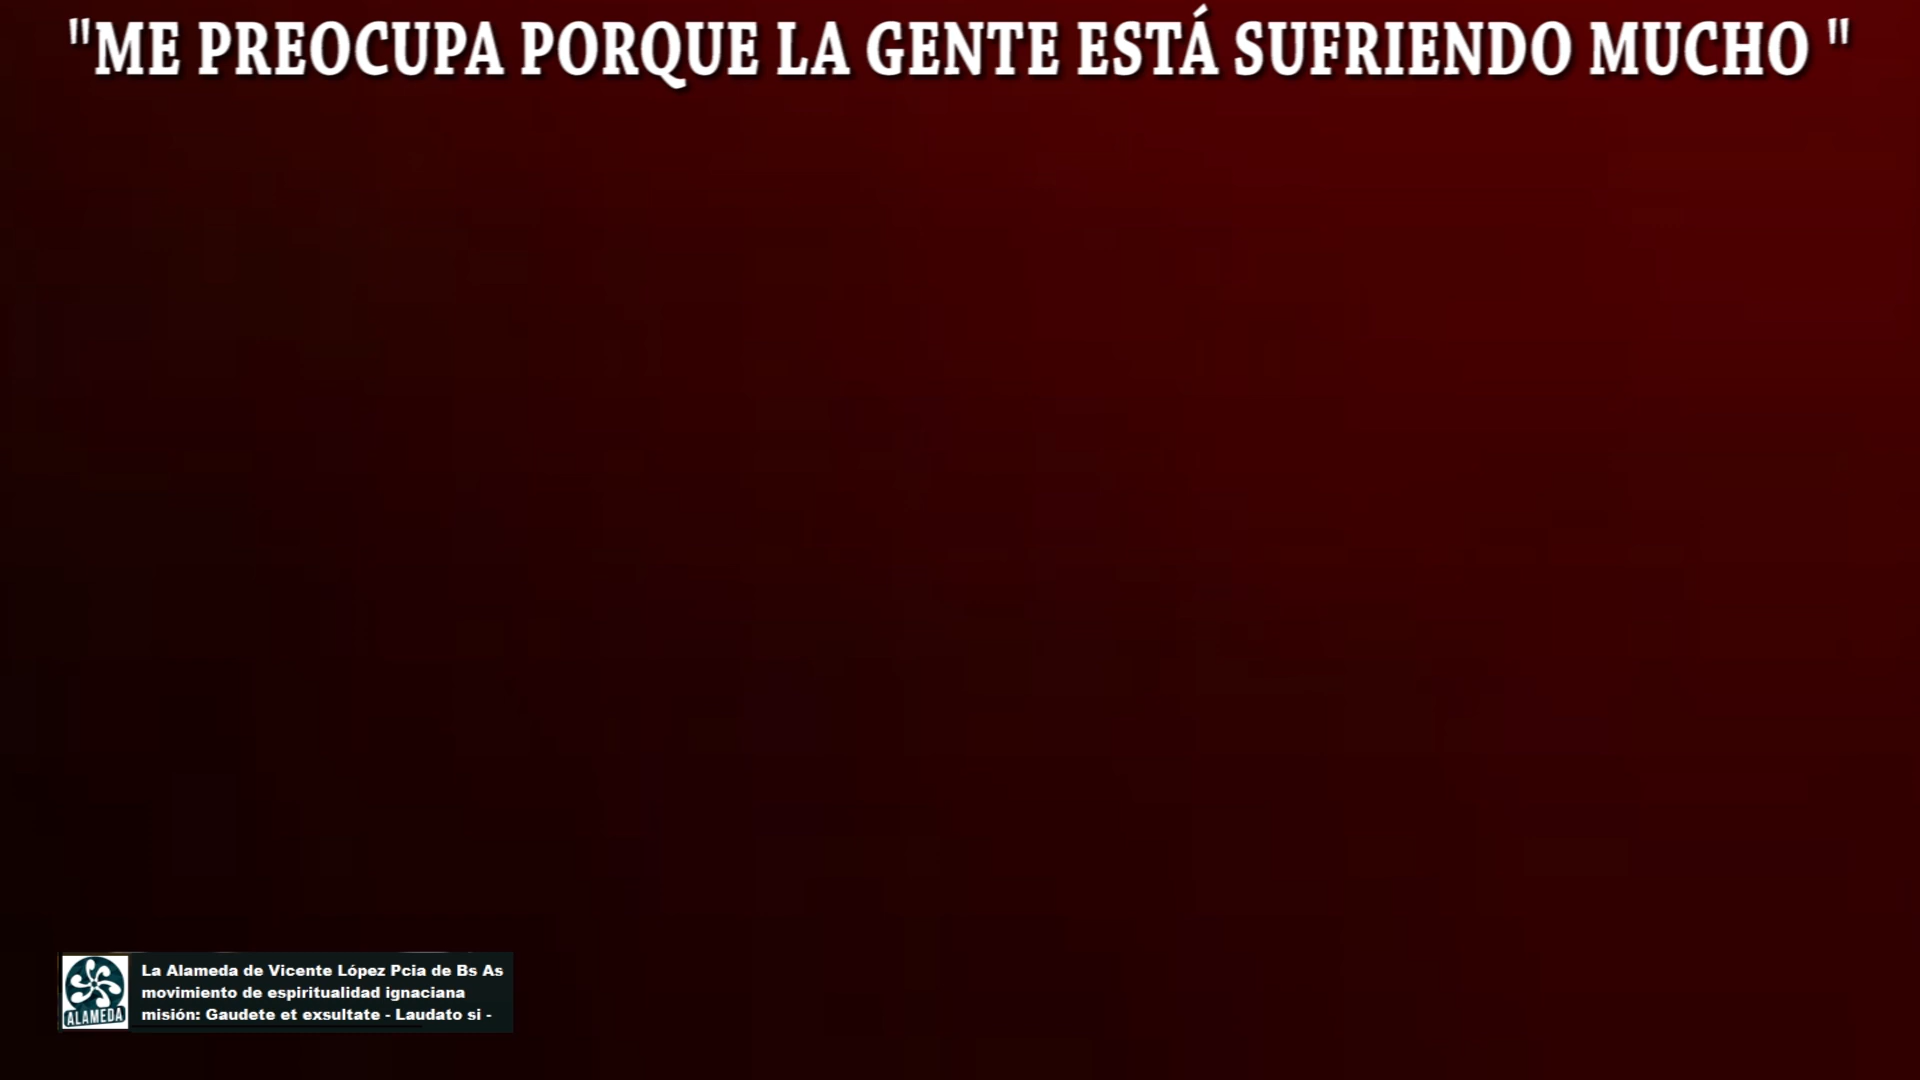 "ME PREOCUPA PORQUE LA GENTE ESTÁ SUFRIENDO MUCHO "
La Alameda de Vicente López Pcia de Bs As
movimiento de espiritualidad ignaciana
misión: Gaudete et exsultate - Laudato si -
ALAMEDA